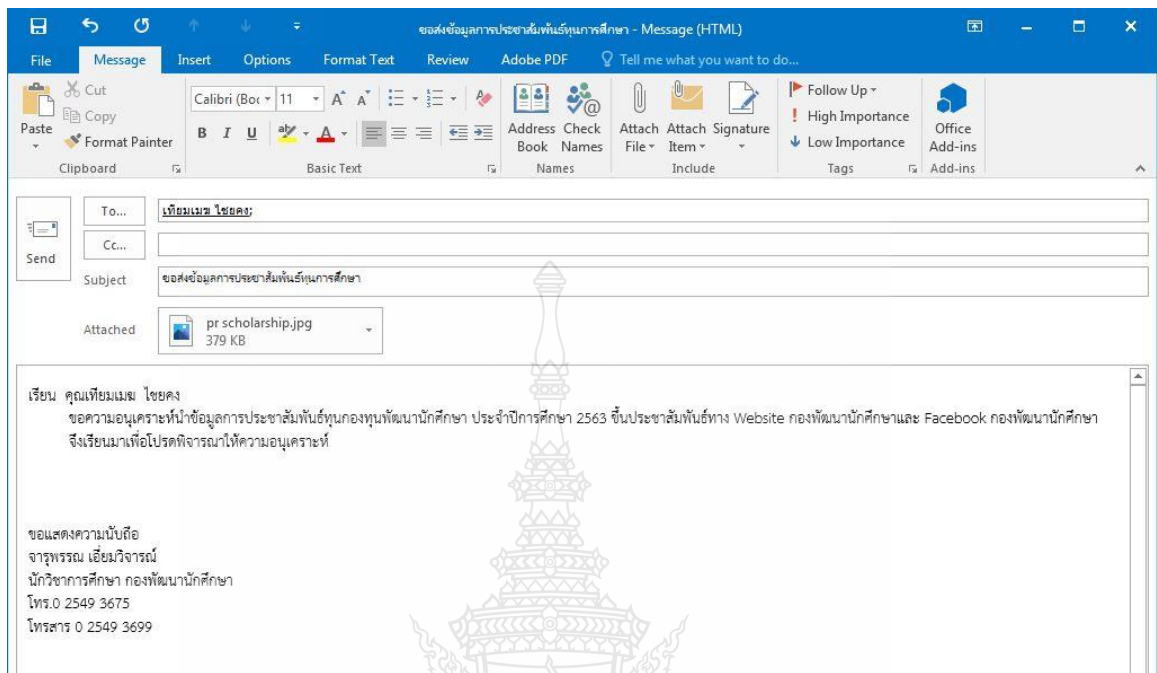 ขอส่งข้อมูลการประชาสัมพันธ์ทุนการศึกษา - Message (HTML)
File Message Insert Options Format Text Review Adobe PDF Tell me what you want to do...
Paste
Cut
Copy
Format Painter
Clipboard
Calibri (Boc 11
B I U
Basic Text
Address Book
Check Names
Names
Attach File
Attach Item
Signature
Include
Follow Up
High Importance
Low Importance
Tags
Office Add-ins
Add-ins
Send
To... เทียมเมฆ ไชยคง;
Cc...
Subject ขอส่งข้อมูลการประชาสัมพันธ์ทุนการศึกษา
Attached pr scholarship.jpg
379 KB
เรียน คุณเทียมเมฆ ไชยคง
ขอความอนุเคราะห์นำข้อมูลการประชาสัมพันธ์ทุนกองทุนพัฒนานักศึกษา ประจำปีการศึกษา 2563 ขึ้นประชาสัมพันธ์ทาง Website กองพัฒนานักศึกษาและ Facebook กองพัฒนานักศึกษา
จึงเรียนมาเพื่อโปรดพิจารณาให้ความอนุเคราะห์
ขอแสดงความนับถือ
จารุพรรณ เอี่ยมวิจารณ์
นักวิชาการศึกษา กองพัฒนานักศึกษา
โทร.0 2549 3675
โทรสาร 0 2549 3699